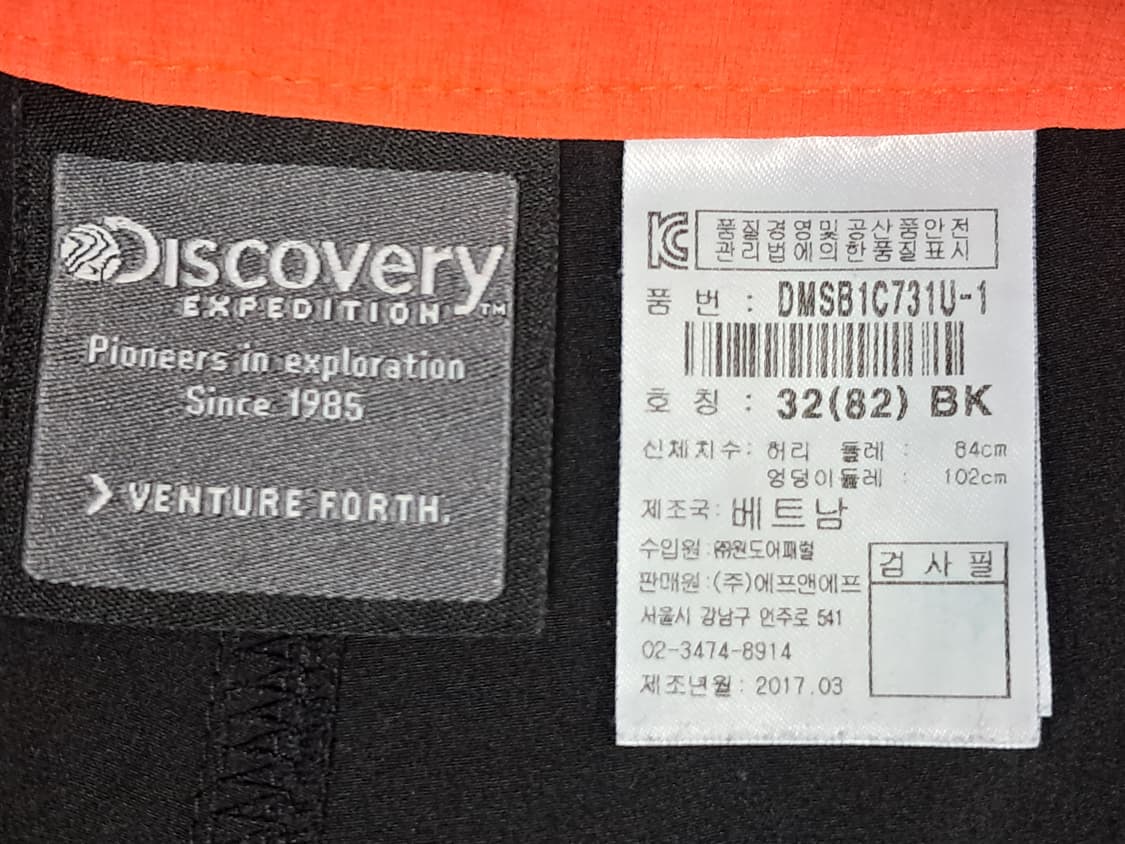 DISCOVERY
EXPEDITION™
Pioneers in exploration
Since 1985
VENTURE FORTH.
품질경영및공산품안전
관리법에의한품질표시
품 번 : DMSB1C731U-1
호 칭 : 32(82) BK
신체치수: 허리 둘레 : 84cm
엉덩이둘레 : 102cm
제조국: 베트남
수입원:㈜원도어패럴
판매원:(주)에프앤에프
서울시 강남구 언주로 541
02-3474-8914
제조년월: 2017.03
검 사 필